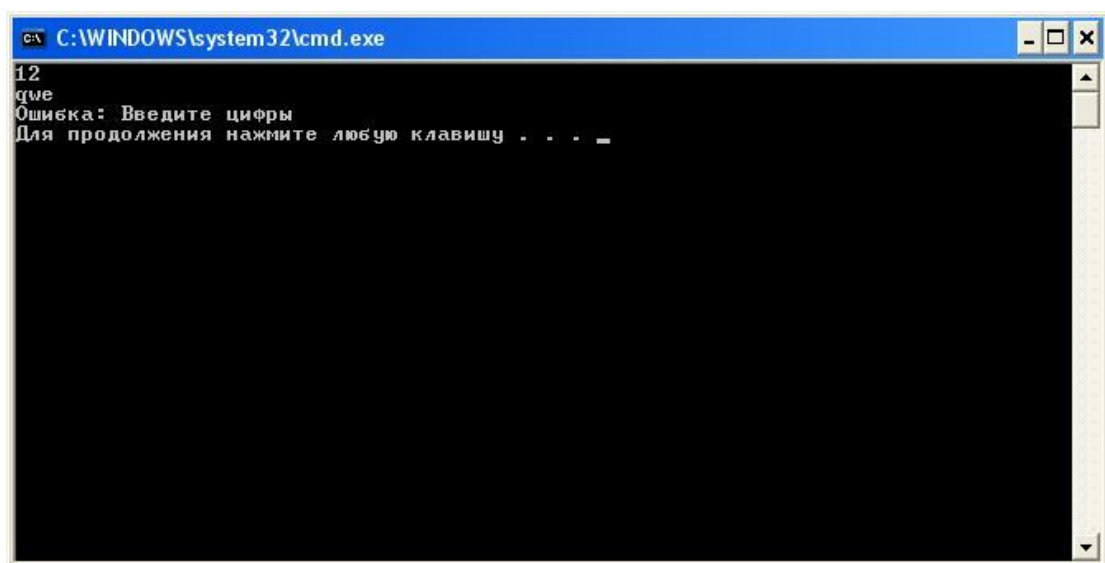 C:\WINDOWS\system32\cmd.exe
12
qwe
Ошибка: Введите цифры
Для продолжения нажмите любую клавишу . . . _